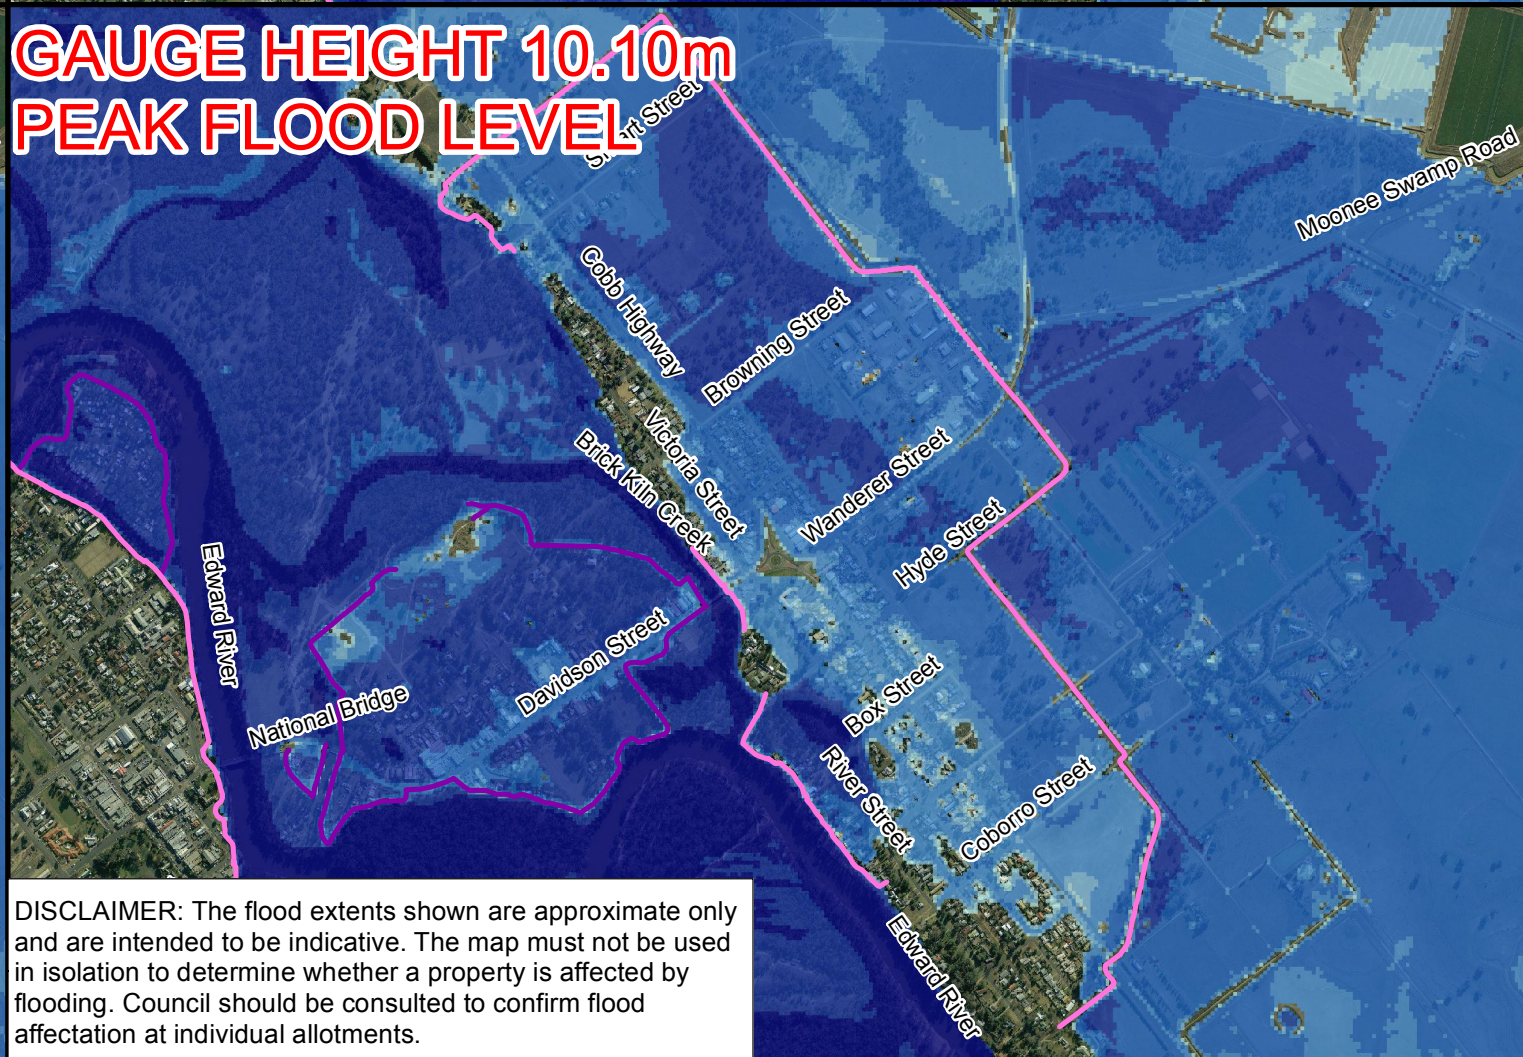 GAUGE HEIGHT 10.10m
PEAK FLOOD LEVEL
Street
Moonee Swamp Road
Cobb Highway
Browning Street
Victoria Street
Brick Kiln Creek
Wanderer Street
Hyde Street
Edward River
National Bridge
Davidson Street
Box Street
River Street
Coborro Street
Edward River
DISCLAIMER: The flood extents shown are approximate only
and are intended to be indicative. The map must not be used
in isolation to determine whether a property is affected by
flooding. Council should be consulted to confirm flood
affectation at individual allotments.